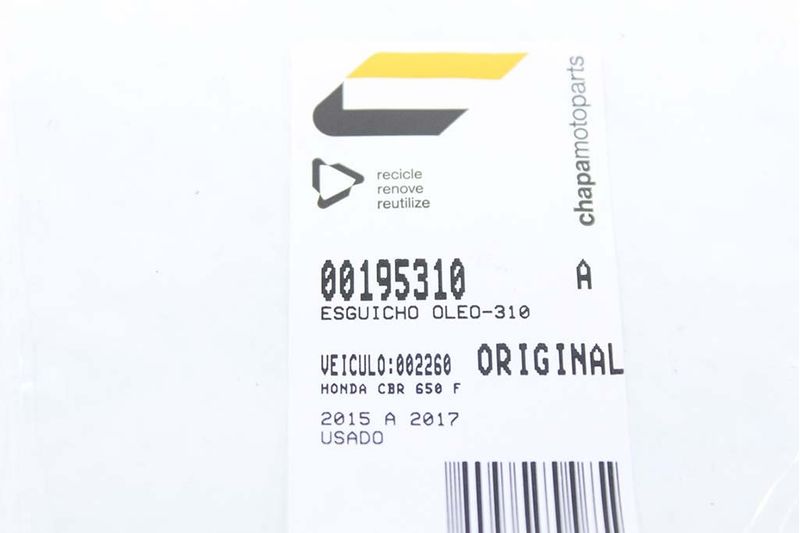 chapamotoparts
recicle
renove
reutilize
00195310 A
ESGUICHO OLEO-310
VEICULO:002260 ORIGINAL
HONDA CBR 650 F
2015 A 2017
USADO